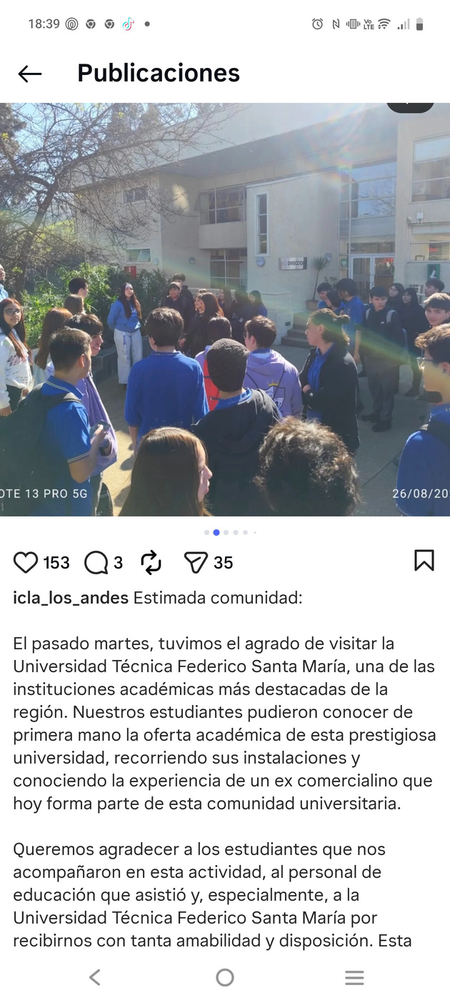 18:39
Vo
LTE
Publicaciones
DIRECCIO
OTE 13 PRO 5G
26/08/20
153
3
35
icla_los_andes Estimada comunidad:
El pasado martes, tuvimos el agrado de visitar la
Universidad Técnica Federico Santa María, una de las
instituciones académicas más destacadas de la
región. Nuestros estudiantes pudieron conocer de
primera mano la oferta académica de esta prestigiosa
universidad, recorriendo sus instalaciones y
conociendo la experiencia de un ex comercialino que
hoy forma parte de esta comunidad universitaria.
Queremos agradecer a los estudiantes que nos
acompañaron en esta actividad, al personal de
educación que asistió y, especialmente, a la
Universidad Técnica Federico Santa María por
recibirnos con tanta amabilidad y disposición. Esta